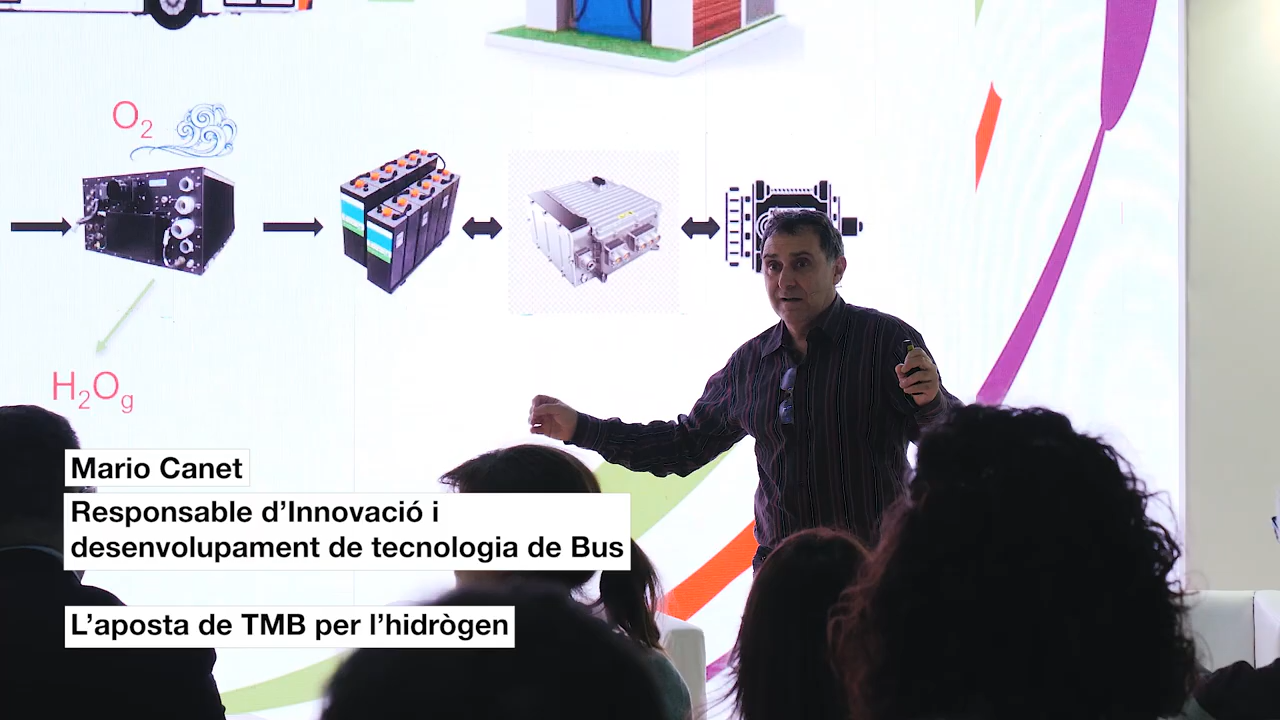 O₂
H₂Og
Mario Canet
Responsable d’Innovació i
desenvolupament de tecnologia de Bus
L’aposta de TMB per l’hidrògen